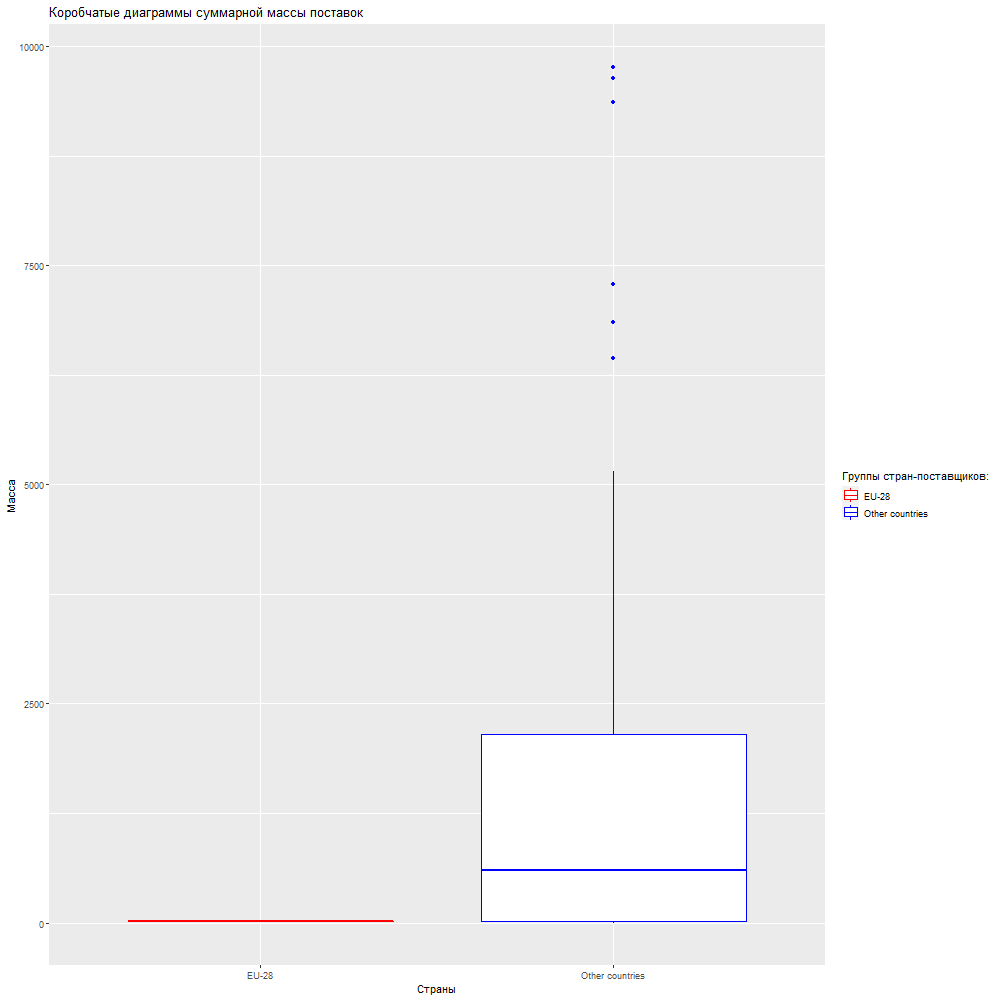 Коробчатые диаграммы суммарной массы поставок
10000
7500
5000
2500
0
Масса
EU-28
Other countries
Страны
Группы стран-поставщиков:
EU-28
Other countries